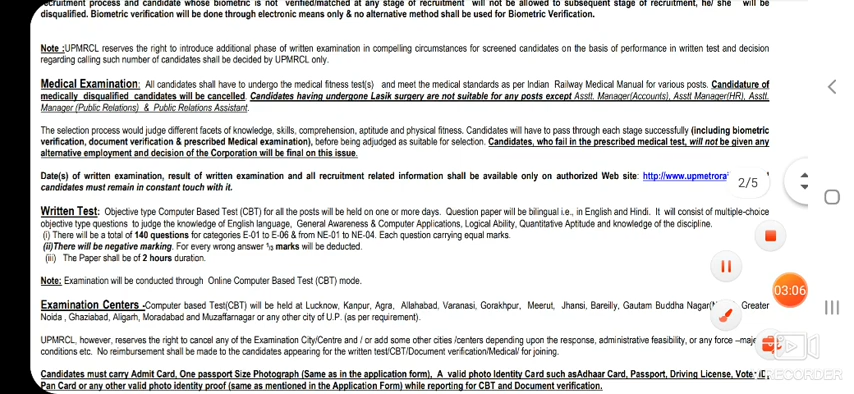 ecruitment process and candidate whose biometric is not verified/matched at any stage of recruitment will not be allowed to subsequent stage of recruitment, he/ she will be
disqualified. Biometric verification will be done through electronic means only & no alternative method shall be used for Biometric Verification.
Note :UPMRCL reserves the right to introduce additional phase of written examination in compelling circumstances for screened candidates on the basis of performance in written test and decision
regarding calling such number of candidates shall be decided by UPMRCL only.
Medical Examination: All candidates shall have to undergo the medical fitness test(s) and meet the medical standards as per Indian Railway Medical Manual for various posts. Candidature of
medically disqualified candidates will be cancelled. Candidates having undergone Lasik surgery are not suitable for any posts except Asstt. Manager(Accounts), Asstt Manager(HR), Asstt.
Manager (Public Relations) & Public Relations Assistant.
The selection process would judge different facets of knowledge, skills, comprehension, aptitude and physical fitness. Candidates will have to pass through each stage successfully (including biometric
verification, document verification & prescribed Medical examination), before being adjudged as suitable for selection. Candidates, who fail in the prescribed medical test, will not be given any
alternative employment and decision of the Corporation will be final on this issue.
Date(s) of written examination, result of written examination and all recruitment related information shall be available only on authorized Web site: http://www.upmetrora
2/5
candidates must remain in constant touch with it.
Written Test: Objective type Computer Based Test (CBT) for all the posts will be held on one or more days. Question paper will be bilingual i.e., in English and Hindi. It will consist of multiple-choice
objective type questions to judge the knowledge of English language, General Awareness & Computer Applications, Logical Ability, Quantitative Aptitude and knowledge of the discipline.
(i) There will be a total of 140 questions for categories E-01 to E-06 & from NE-01 to NE-04. Each question carrying equal marks.
(ii)There will be negative marking. For every wrong answer 1/3 marks will be deducted.
(iii) The Paper shall be of 2 hours duration.
Note: Examination will be conducted through Online Computer Based Test (CBT) mode.
03:06
Examination Centers -Computer based Test(CBT) will be held at Lucknow, Kanpur, Agra, Allahabad, Varanasi, Gorakhpur, Meerut, Jhansi, Bareilly, Gautam Buddha Nagar(N Greater
Noida , Ghaziabad, Aligarh, Moradabad and Muzaffarnagar or any other city of U.P. (as per requirement).
UPMRCL, however, reserves the right to cancel any of the Examination City/Centre and / or add some other cities /centers depending upon the response, administrative feasibility, or any force –maje
conditions etc. No reimbursement shall be made to the candidates appearing for the written test/CBT/Document verification/Medical/ for joining.
RECORDER
Candidates must carry Admit Card, One passport Size Photograph (Same as in the application form), A valid photo Identity Card such asAdhaar Card, Passport, Driving License, Voter ID,
Pan Card or any other valid photo identity proof (same as mentioned in the Application Form) while reporting for CBT and Document verification.